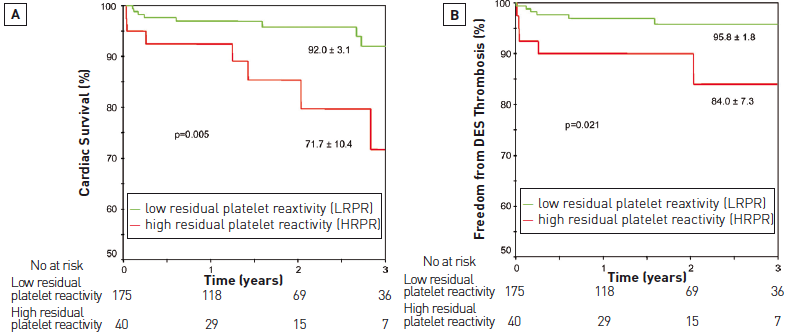 A
Cardiac Survival (%)
100
90
80
70
60
50
92.0 ± 3.1
p=0.005
71.7 ± 10.4
low residual platelet reaxtivity (LRPR)
high residual platelet reactivity (HRPR)
0 1 2 3
Time (years)
No at risk
Low residual
platelet reactivity 175 118 69 36
High residual
platelet reactivity 40 29 15 7
B
Freedom from DES Thrombosis (%)
100
90
80
70
60
50
95.8 ± 1.8
84.0 ± 7.3
p=0.021
low residual platelet reaxtivity (LRPR)
high residual platelet reactivity (HRPR)
0 1 2 3
Time (years)
No at risk
Low residual
platelet reactivity 175 118 69 36
High residual
platelet reactivity 40 29 15 7